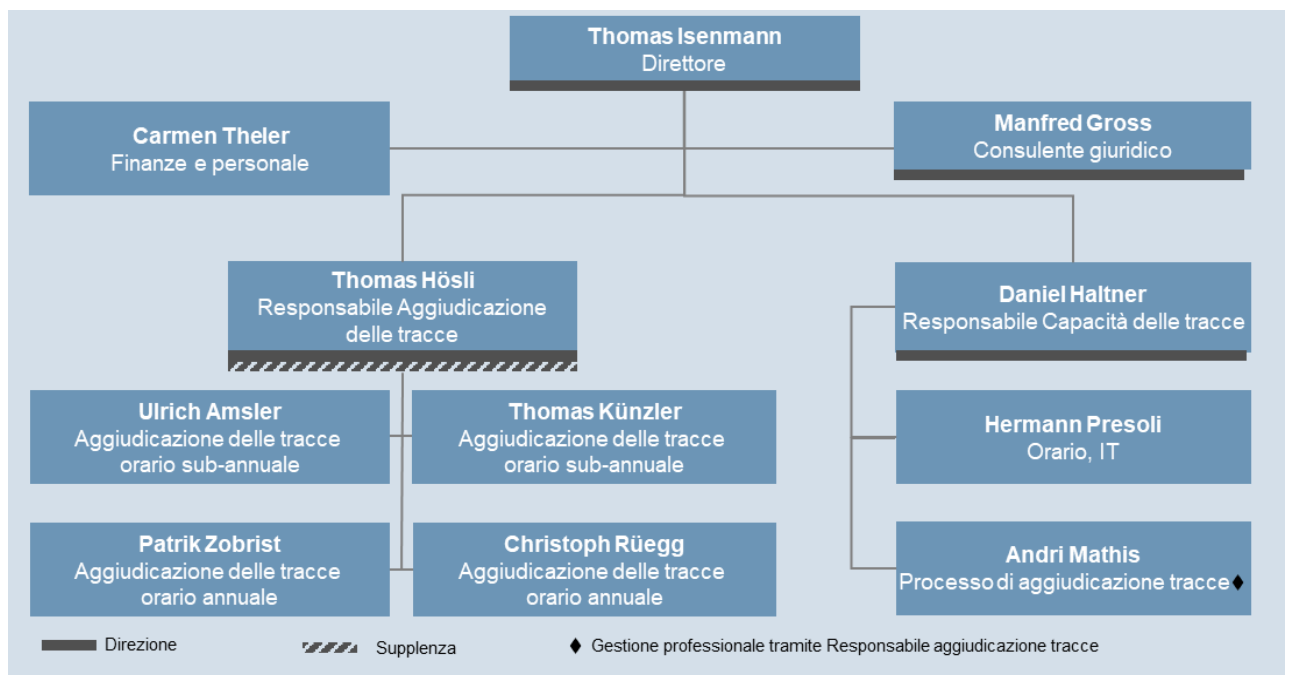 Thomas Isenmann
Direttore
Carmen Theler
Finanze e personale
Manfred Gross
Consulente giuridico
Thomas Hösli
Responsabile Aggiudicazione
delle tracce
Daniel Haltner
Responsabile Capacità delle tracce
Ulrich Amsler
Aggiudicazione delle tracce
orario sub-annuale
Thomas Künzler
Aggiudicazione delle tracce
orario sub-annuale
Hermann Presoli
Orario, IT
Patrik Zobrist
Aggiudicazione delle tracce
orario annuale
Christoph Rüegg
Aggiudicazione delle tracce
orario annuale
Andri Mathis
Processo di aggiudicazione tracce♦
Direzione
Supplenza
♦ Gestione professionale tramite Responsabile aggiudicazione tracce